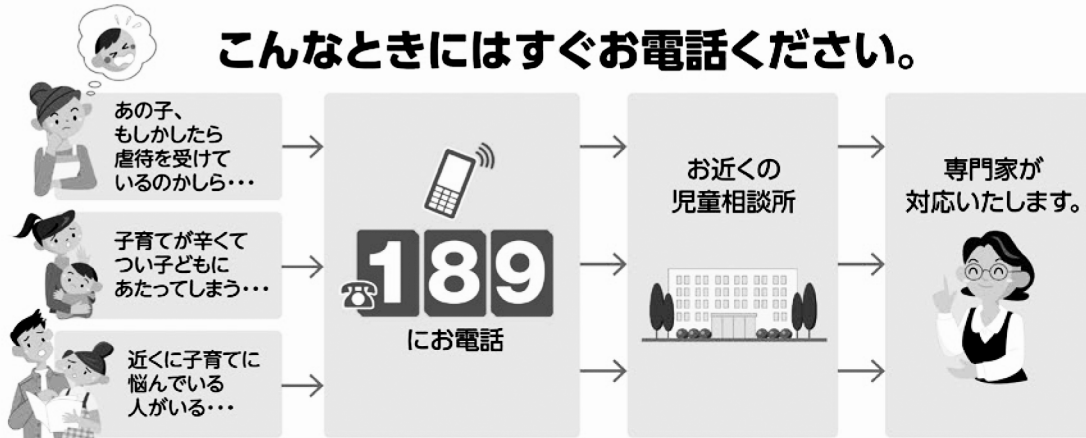 こんなときにはすぐお電話ください。
あの子、
もしかしたら
虐待を受けて
いるのかしら・・・
子育てが辛くて
つい子どもに
あたってしまう・・・
近くに子育てに
悩んでいる
人がいる・・・
189
にお電話
お近くの
児童相談所
専門家が
対応いたします。